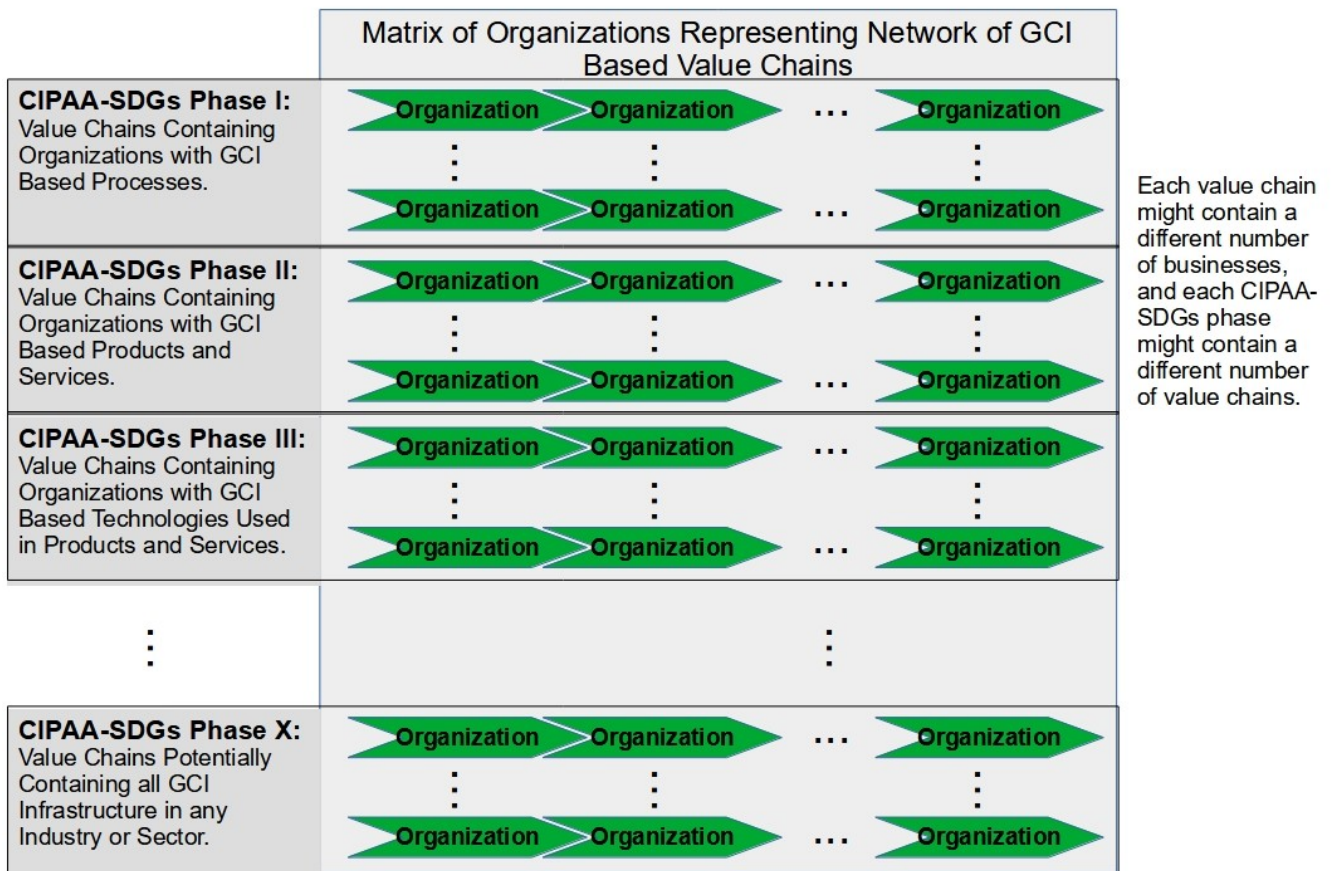 Matrix of Organizations Representing Network of GCI
Based Value Chains
CIPAA-SDGs Phase I:
Value Chains Containing
Organizations with GCI
Based Processes.
Organization Organization ... Organization
Organization Organization ... Organization
CIPAA-SDGs Phase II:
Value Chains Containing
Organizations with GCI
Based Products and
Services.
Organization Organization ... Organization
Organization Organization ... Organization
CIPAA-SDGs Phase III:
Value Chains Containing
Organizations with GCI
Based Technologies Used
in Products and Services.
Organization Organization ... Organization
Organization Organization ... Organization
CIPAA-SDGs Phase X:
Value Chains Potentially
Containing all GCI
Infrastructure in any
Industry or Sector.
Organization Organization ... Organization
Organization Organization ... Organization
Each value chain
might contain a
different number
of businesses,
and each CIPAA-
SDGs phase
might contain a
different number
of value chains.